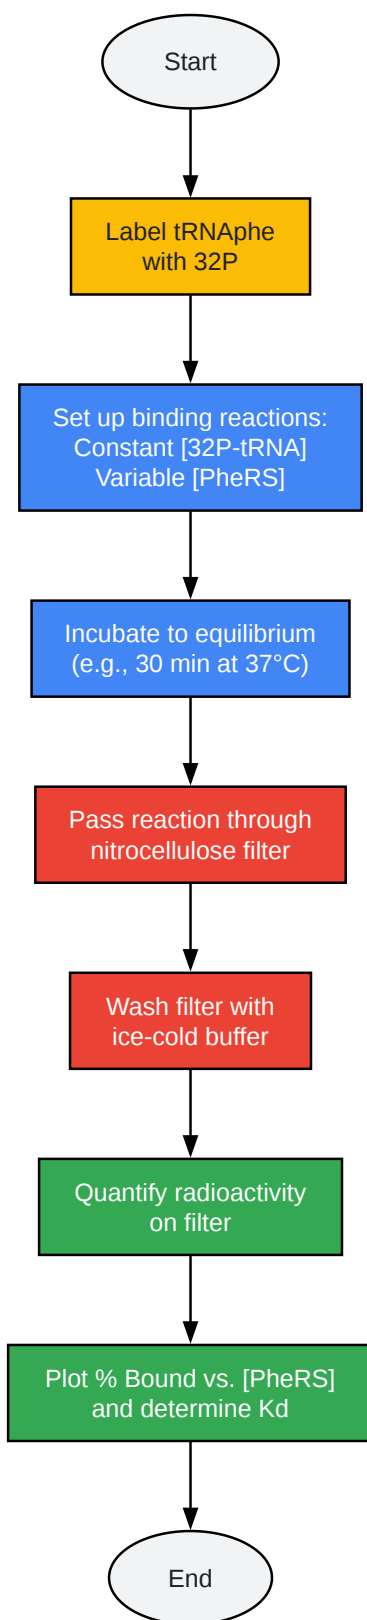 Start
Label tRNAphe
with 32P
Set up binding reactions:
Constant [32P-tRNA]
Variable [PheRS]
Incubate to equilibrium
(e.g., 30 min at 37°C)
Pass reaction through
nitrocellulose filter
Wash filter with
ice-cold buffer
Quantify radioactivity
on filter
Plot % Bound vs. [PheRS]
and determine Kd
End